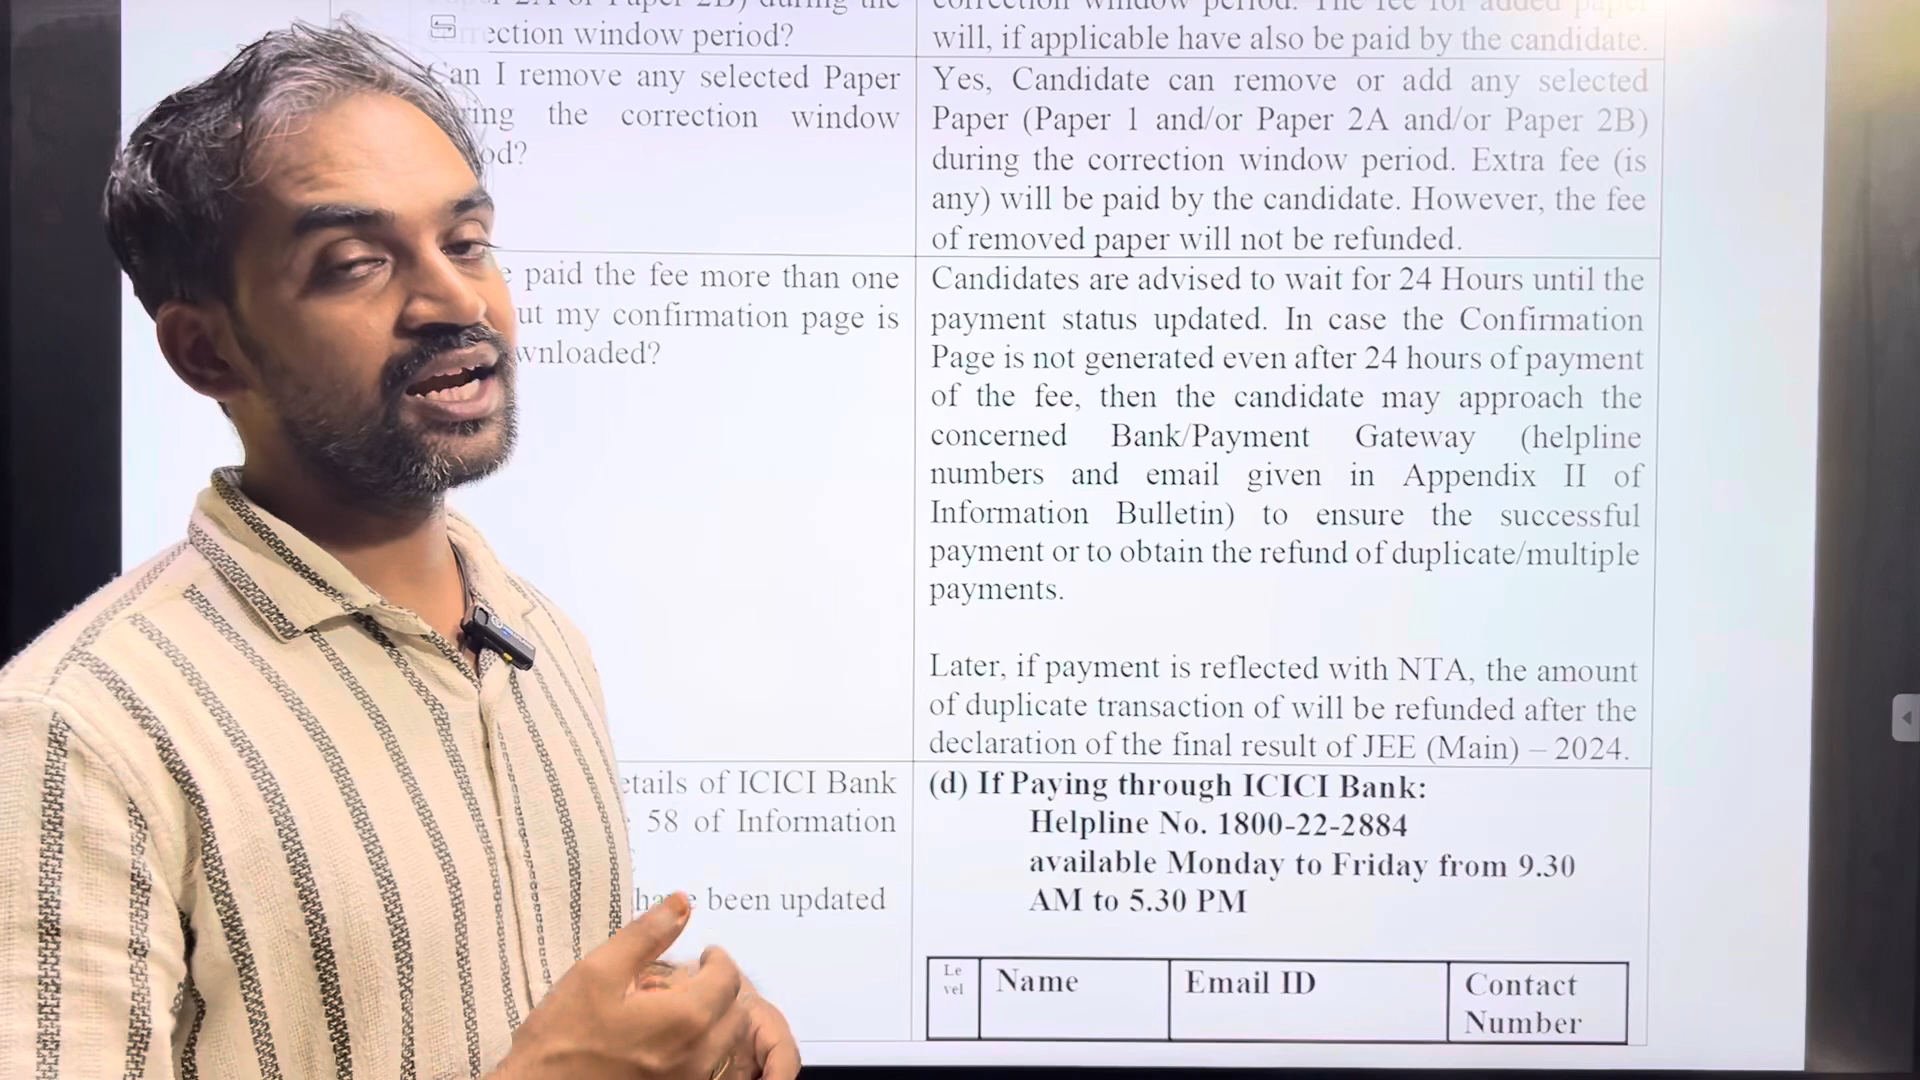 ection window period?
Can I remove any selected Paper
the correction window
paid the fee more than one
my confirmation page is
of ICICI Bank
58 of Information
have been updated
correction window period. The fee for added paper
will, if applicable have also be paid by the candidate.
Yes, Candidate can remove or add any selected
Paper (Paper 1 and/or Paper 2A and/or Paper 2B)
during the correction window period. Extra fee (is
any) will be paid by the candidate. However, the fee
of removed paper will not be refunded.
Candidates are advised to wait for 24 Hours until the
payment status updated. In case the Confirmation
Page is not generated even after 24 hours of payment
of the fee, then the candidate may approach the
concerned Bank/Payment Gateway (helpline
numbers and email given in Appendix II of
Information Bulletin) to ensure the successful
payment or to obtain the refund of duplicate/multiple
payments.
Later, if payment is reflected with NTA, the amount
of duplicate transaction of will be refunded after the
declaration of the final result of JEE (Main) – 2024.
(d) If Paying through ICICI Bank:
Helpline No. 1800-22-2884
available Monday to Friday from 9.30
AM to 5.30 PM
Le
vel
Name
Email ID
Contact
Number